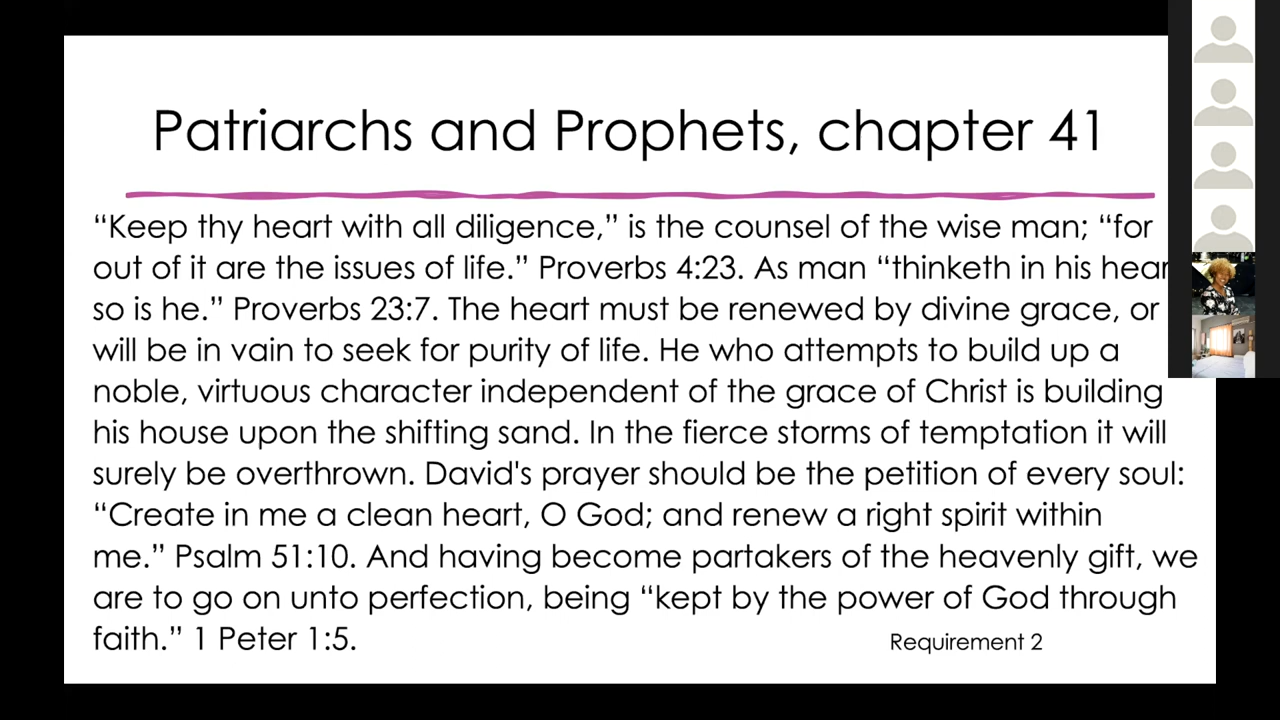 Patriarchs and Prophets, chapter 41
“Keep thy heart with all diligence,” is the counsel of the wise man; “for
out of it are the issues of life.” Proverbs 4:23. As man “thinketh in his
so is he.” Proverbs 23:7. The heart must be renewed by divine grace, or
will be in vain to seek for purity of life. He who attempts to build up a
noble, virtuous character independent of the grace of Christ is building
his house upon the shifting sand. In the fierce storms of temptation it will
surely be overthrown. David's prayer should be the petition of every soul:
“Create in me a clean heart, O God; and renew a right spirit within
me.” Psalm 51:10. And having become partakers of the heavenly gift, we
are to go on unto perfection, being “kept by the power of God through
faith.” 1 Peter 1:5.
Requirement 2